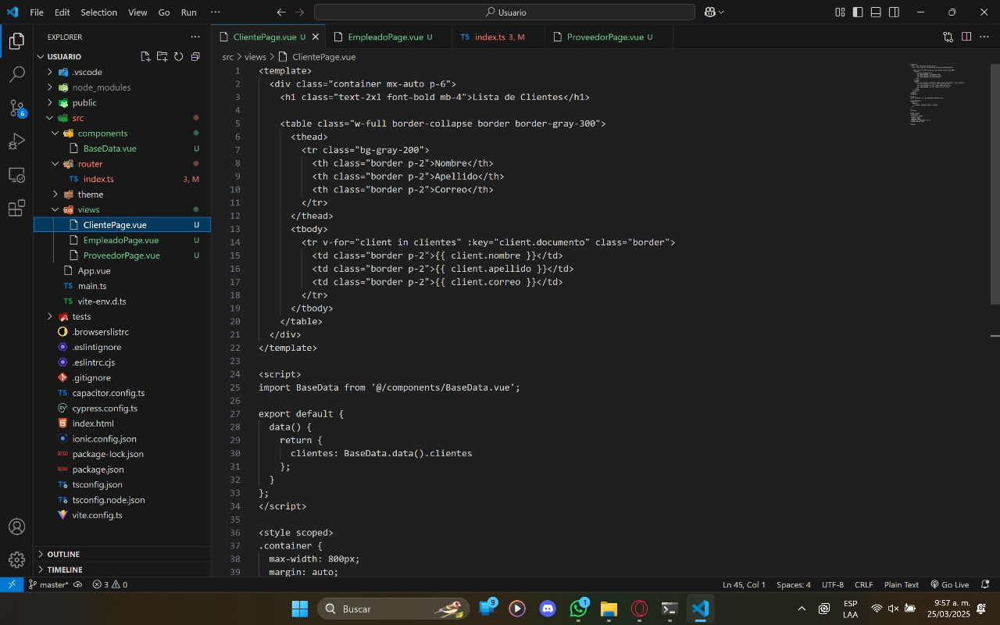 File Edit Selection View Go Run ··· Usuario
EXPLORER ···
ClientePage.vue U
EmpleadoPage.vue U
TS index.ts 3, M
ProveedorPage.vue U
USUARIO
.vscode
node_modules
public
src
components
BaseData.vue U
router
TS index.ts 3, M
theme
views
ClientePage.vue U
EmpleadoPage.vue U
ProveedorPage.vue U
App.vue
TS main.ts
TS vite-env.d.ts
tests
.browserslistrc
.eslintignore
.eslintrc.cjs
.gitignore
TS capacitor.config.ts
cypress.config.ts
index.html
ionic.config.json
package-lock.json
package.json
tsconfig.json
tsconfig.node.json
vite.config.ts
OUTLINE
TIMELINE
6
src > views > ClientePage.vue
1 <template>
2 <div class="container mx-auto p-6">
3 <h1 class="text-2xl font-bold mb-4">Lista de Clientes</h1>
4
5 <table class="w-full border-collapse border border-gray-300">
6 <thead>
7 <tr class="bg-gray-200">
8 <th class="border p-2">Nombre</th>
9 <th class="border p-2">Apellido</th>
10 <th class="border p-2">Correo</th>
11 </tr>
12 </thead>
13 <tbody>
14 <tr v-for="client in clientes" :key="client.documento" class="border">
15 <td class="border p-2">{{ client.nombre }}</td>
16 <td class="border p-2">{{ client.apellido }}</td>
17 <td class="border p-2">{{ client.correo }}</td>
18 </tr>
19 </tbody>
20 </table>
21 </div>
22 </template>
23
24 <script>
25 import BaseData from '@/components/BaseData.vue';
26
27 export default {
28 data() {
29 return {
30 clientes: BaseData.data().clientes
31 };
32 }
33 };
34 </script>
35
36 <style scoped>
37 .container {
38 max-width: 800px;
39 margin: auto;
master* 3 0 Ln 45, Col 1 Spaces: 4 UTF-8 CRLF Plain Text Go Live
Buscar 9 1 ESP LAA 9:57 a. m. 25/03/2025